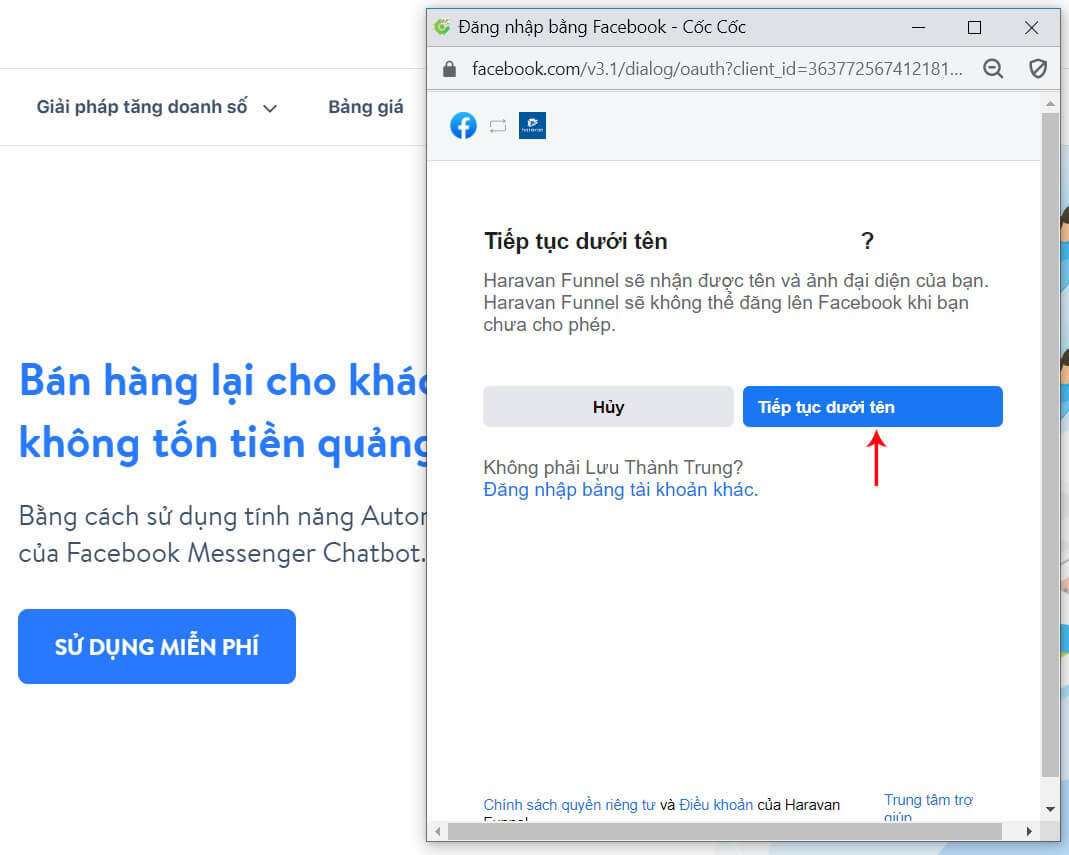 Đăng nhập bằng Facebook - Cốc Cốc
facebook.com/v3.1/dialog/oauth?client_id=363772567412181...
Giải pháp tăng doanh số
Bảng giá
haravan
Tiếp tục dưới tên ?
Haravan Funnel sẽ nhận được tên và ảnh đại diện của bạn.
Haravan Funnel sẽ không thể đăng lên Facebook khi bạn
chưa cho phép.
Hủy
Tiếp tục dưới tên
Không phải Lưu Thành Trung?
Đăng nhập bằng tài khoản khác.
Bán hàng lại cho khác
không tốn tiền quảng
Bằng cách sử dụng tính năng Autor
của Facebook Messenger Chatbot.
SỬ DỤNG MIỄN PHÍ
Chính sách quyền riêng tư và Điều khoản của Haravan
Funnel
Trung tâm trợ
giúp